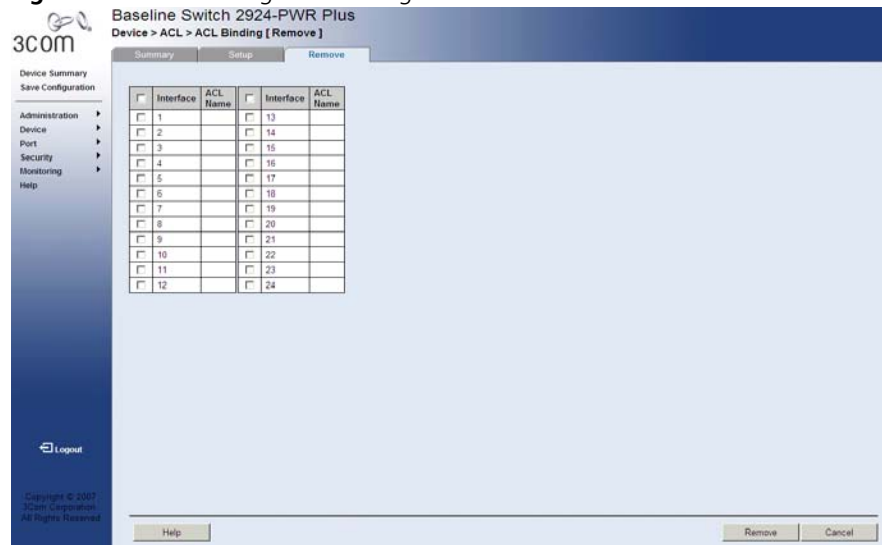 Baseline Switch 2924-PWR Plus
3COM
Device > ACL > ACL Binding [ Remove ]
Summary Setup Remove
Device Summary
Save Configuration
Administration
Device
Port
Security
Monitoring
Help
Interface ACL Name Interface ACL Name
1 13
2 14
3 15
4 16
5 17
6 18
7 19
8 20
9 21
10 22
11 23
12 24
Logout
Copyright © 2007
3Com Corporation.
All Rights Reserved
Help Remove Cancel